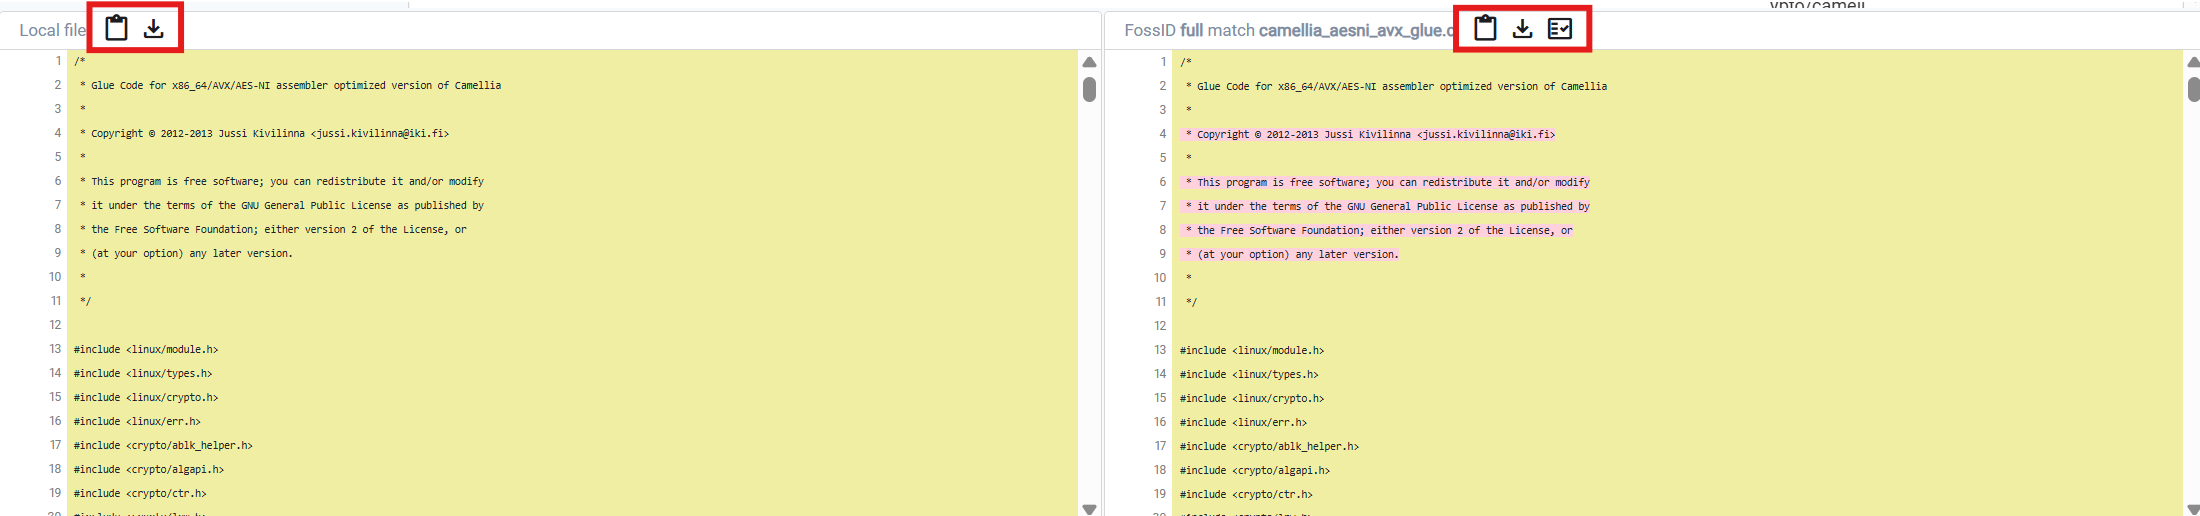 ypto/camell
Local file
1 /*
2 * Glue Code for x86_64/AVX/AES-NI assembler optimized version of Camellia
3 *
4 * Copyright © 2012-2013 Jussi Kivilinna <jussi.kivilinna@iki.fi>
5 *
6 * This program is free software; you can redistribute it and/or modify
7 * it under the terms of the GNU General Public License as published by
8 * the Free Software Foundation; either version 2 of the License, or
9 * (at your option) any later version.
10 *
11 */
12
13 #include <linux/module.h>
14 #include <linux/types.h>
15 #include <linux/crypto.h>
16 #include <linux/err.h>
17 #include <crypto/ablk_helper.h>
18 #include <crypto/algapi.h>
19 #include <crypto/ctr.h>
FossID full match camellia_aesni_avx_glue.c
1 /*
2 * Glue Code for x86_64/AVX/AES-NI assembler optimized version of Camellia
3 *
4 * Copyright © 2012-2013 Jussi Kivilinna <jussi.kivilinna@iki.fi>
5 *
6 * This program is free software; you can redistribute it and/or modify
7 * it under the terms of the GNU General Public License as published by
8 * the Free Software Foundation; either version 2 of the License, or
9 * (at your option) any later version.
10 *
11 */
12
13 #include <linux/module.h>
14 #include <linux/types.h>
15 #include <linux/crypto.h>
16 #include <linux/err.h>
17 #include <crypto/ablk_helper.h>
18 #include <crypto/algapi.h>
19 #include <crypto/ctr.h>